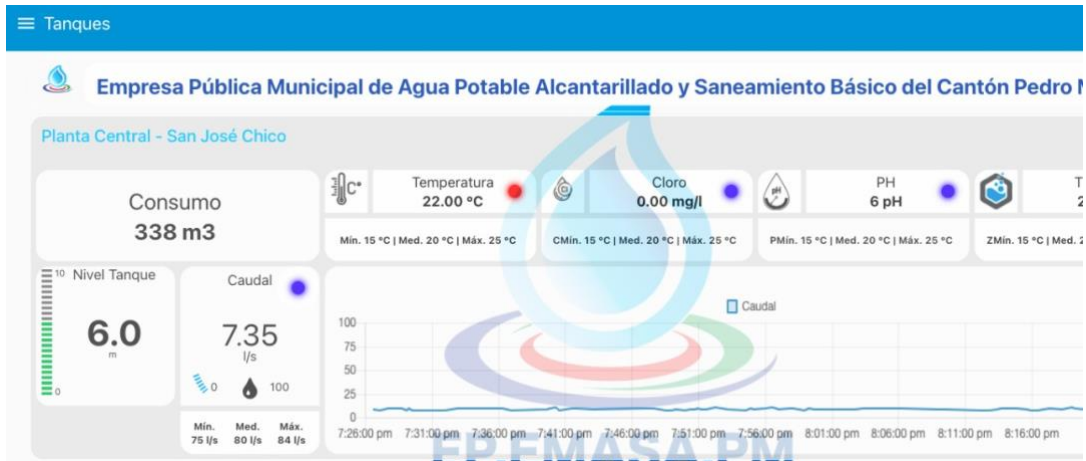 Tanques
Empresa Pública Municipal de Agua Potable Alcantarillado y Saneamiento Básico del Cantón Pedro
Planta Central - San José Chico
Consumo
338 m3
C°
Temperatura
22.00 °C
Mín. 15 °C | Med. 20 °C | Máx. 25 °C
Cloro
0.00 mg/l
CMín. 15 °C | Med. 20 °C | Máx. 25 °C
pH
PH
6 pH
PMín. 15 °C | Med. 20 °C | Máx. 25 °C
T
2
ZMín. 15 °C | Med. 2
10
Nivel Tanque
6.0
m
0
Caudal
7.35
l/s
0
100
Mín. Med. Máx.
75 l/s 80 l/s 84 l/s
Caudal
100
75
50
25
0
7:26:00 pm 7:31:00 pm 7:36:00 pm 7:41:00 pm 7:46:00 pm 7:51:00 pm 7:56:00 pm 8:01:00 pm 8:06:00 pm 8:11:00 pm 8:16:00 pm
EP.EMASA.PM